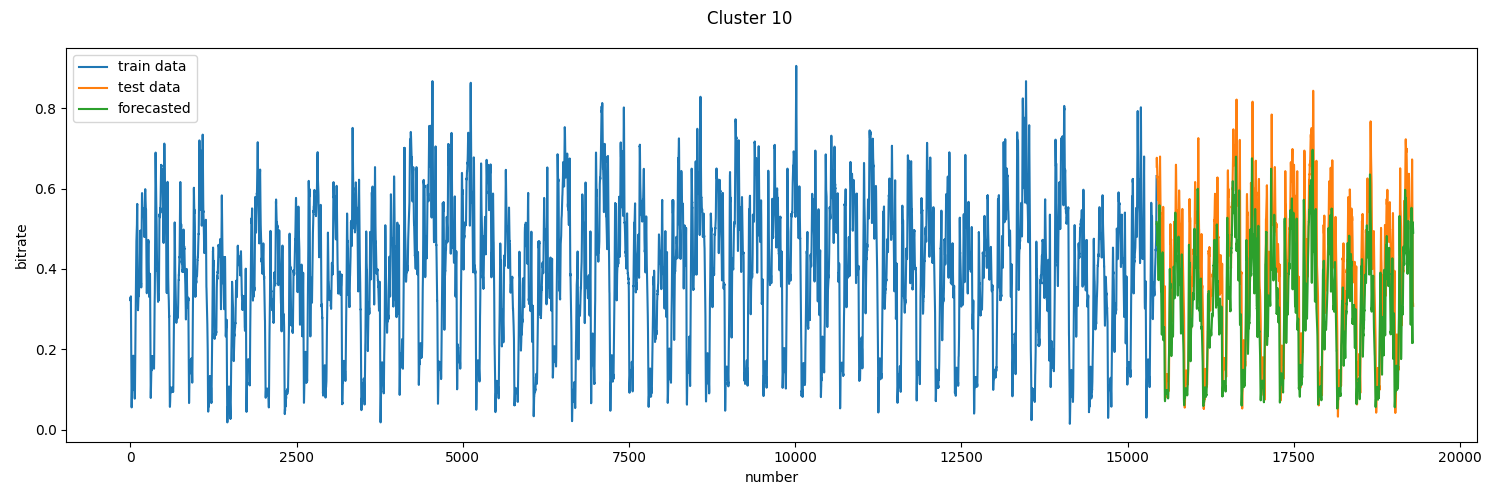 Cluster 10
train data
test data
forecasted
bitrate
0.8
0.6
0.4
0.2
0.0
0 2500 5000 7500 10000 12500 15000 17500 20000
number